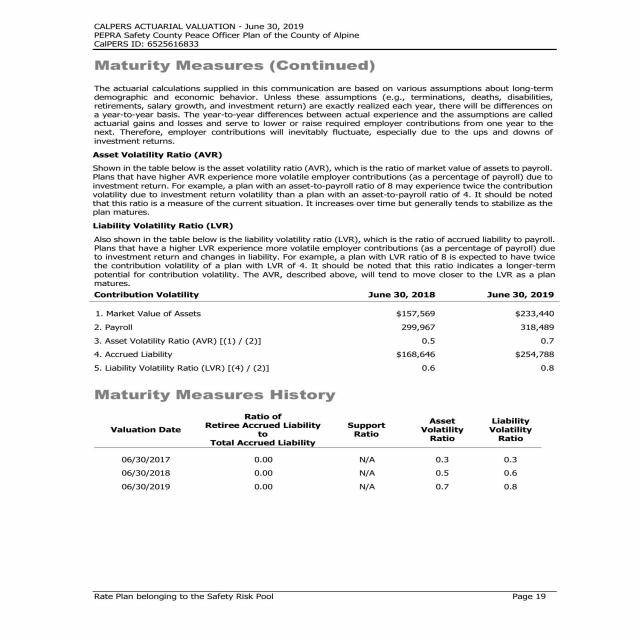 CALPERS ACTUARIAL VALUATION - June 30, 2019
PEPRA Safety County Peace Officer Plan of the County of Alpine
CalPERS ID: 6525616833
Maturity Measures (Continued)
The actuarial calculations supplied in this communication are based on various assumptions about long-term
demographic and economic behavior. Unless these assumptions (e.g., terminations, deaths, disabilities,
retirements, salary growth, and investment return) are exactly realized each year, there will be differences on
a year-to-year basis. The year-to-year differences between actual experience and the assumptions are called
actuarial gains and losses and serve to lower or raise required employer contributions from one year to the
next. Therefore, employer contributions will inevitably fluctuate, especially due to the ups and downs of
investment returns.
Asset Volatility Ratio (AVR)
Shown in the table below is the asset volatility ratio (AVR), which is the ratio of market value of assets to payroll.
Plans that have higher AVR experience more volatile employer contributions (as a percentage of payroll) due to
investment return. For example, a plan with an asset-to-payroll ratio of 8 may experience twice the contribution
volatility due to investment return volatility than a plan with an asset-to-payroll ratio of 4. It should be noted
that this ratio is a measure of the current situation. It increases over time but generally tends to stabilize as the
plan matures.
Liability Volatility Ratio (LVR)
Also shown in the table below is the liability volatility ratio (LVR), which is the ratio of accrued liability to payroll.
Plans that have a higher LVR experience more volatile employer contributions (as a percentage of payroll) due
to investment return and changes in liability. For example, a plan with LVR ratio of 8 is expected to have twice
the contribution volatility of a plan with LVR of 4. It should be noted that this ratio indicates a longer-term
potential for contribution volatility. The AVR, described above, will tend to move closer to the LVR as a plan
matures.
Contribution Volatility June 30, 2018 June 30, 2019
1. Market Value of Assets $157,569 $233,440
2. Payroll 299,967 318,489
3. Asset Volatility Ratio (AVR) [(1) / (2)] 0.5 0.7
4. Accrued Liability $168,646 $254,788
5. Liability Volatility Ratio (LVR) [(4) / (2)] 0.6 0.8
Maturity Measures History
Valuation Date
Ratio of
Retiree Accrued Liability
to
Total Accrued Liability
Support
Ratio
Asset
Volatility
Ratio
Liability
Volatility
Ratio
06/30/2017 0.00 N/A 0.3 0.3
06/30/2018 0.00 N/A 0.5 0.6
06/30/2019 0.00 N/A 0.7 0.8
Rate Plan belonging to the Safety Risk Pool Page 19